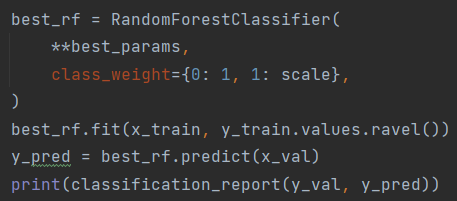 best_rf = RandomForestClassifier(
    **best_params,
    class_weight={0: 1, 1: scale},
)
best_rf.fit(x_train, y_train.values.ravel())
y_pred = best_rf.predict(x_val)
print(classification_report(y_val, y_pred))